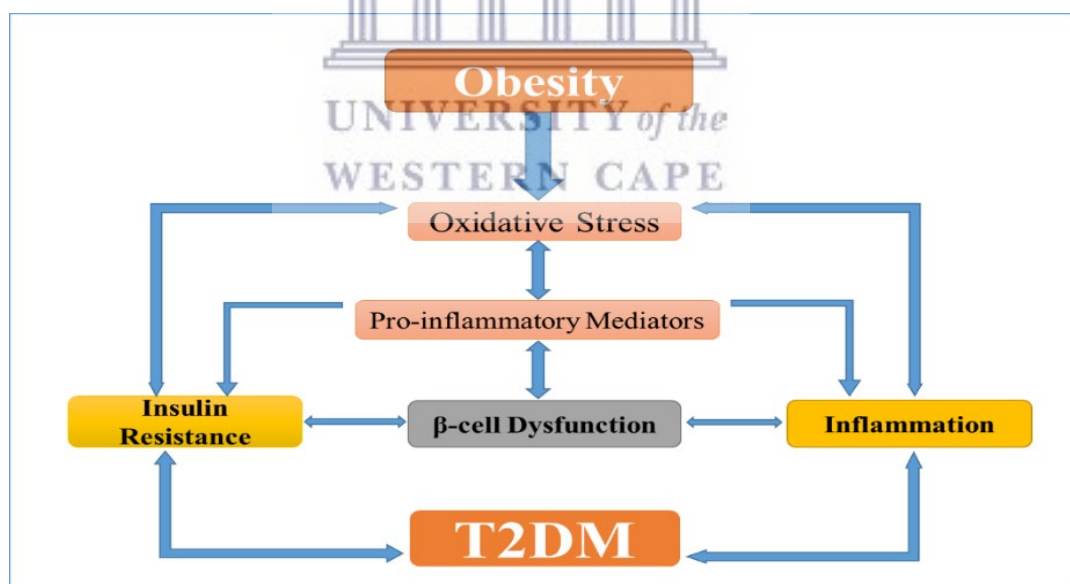 Obesity
UNIVERSITY of the
WESTERN CAPE
Oxidative Stress
Pro-inflammatory Mediators
Insulin
Resistance
β-cell Dysfunction
Inflammation
T2DM